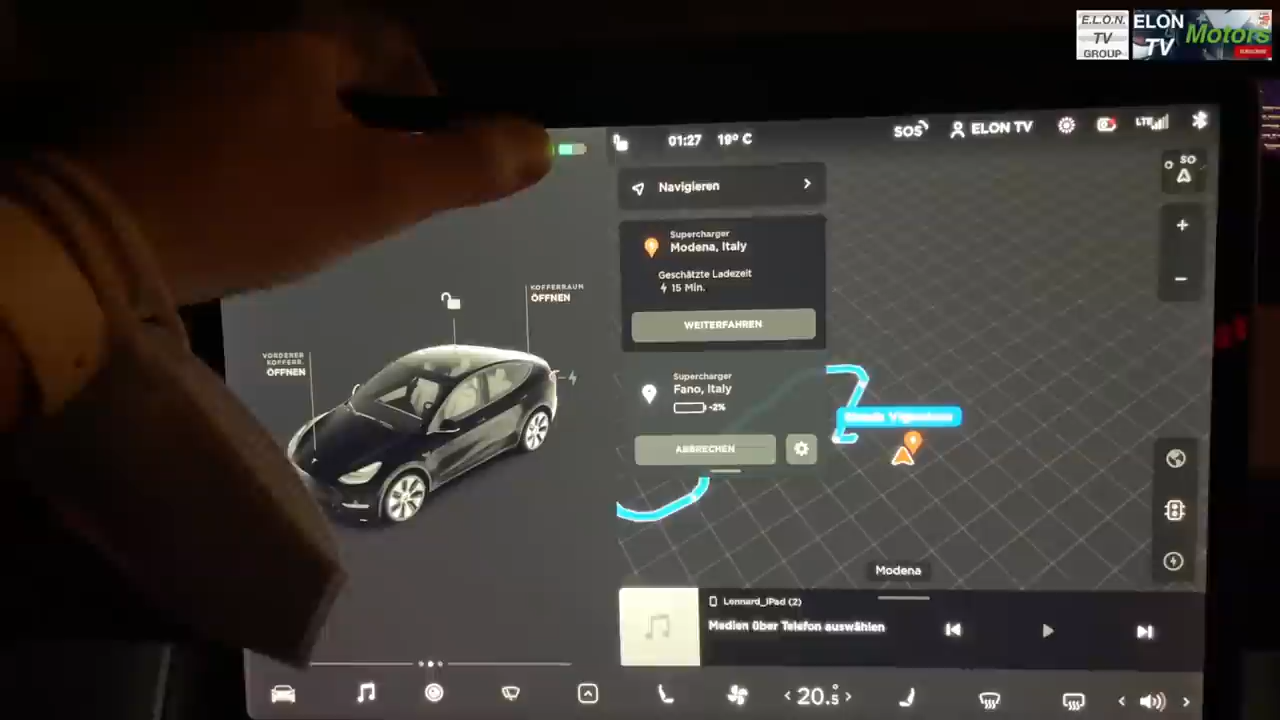 E.L.O.N.
TV
GROUP
ELON
TV
Motors
SUBSCRIBE
01:27
19° C
SOS
ELON TV
LTE
Navigieren
SO
Supercharger
Modena, Italy
Geschätzte Ladezeit
15 Min.
WEITERFAHREN
Supercharger
Fano, Italy
-2%
ABBRECHEN
KOFFERRAUM
ÖFFNEN
VORDERER
KOFFERR.
ÖFFNEN
Modena
Lennard_iPad (2)
Medien über Telefon auswählen
20.5°